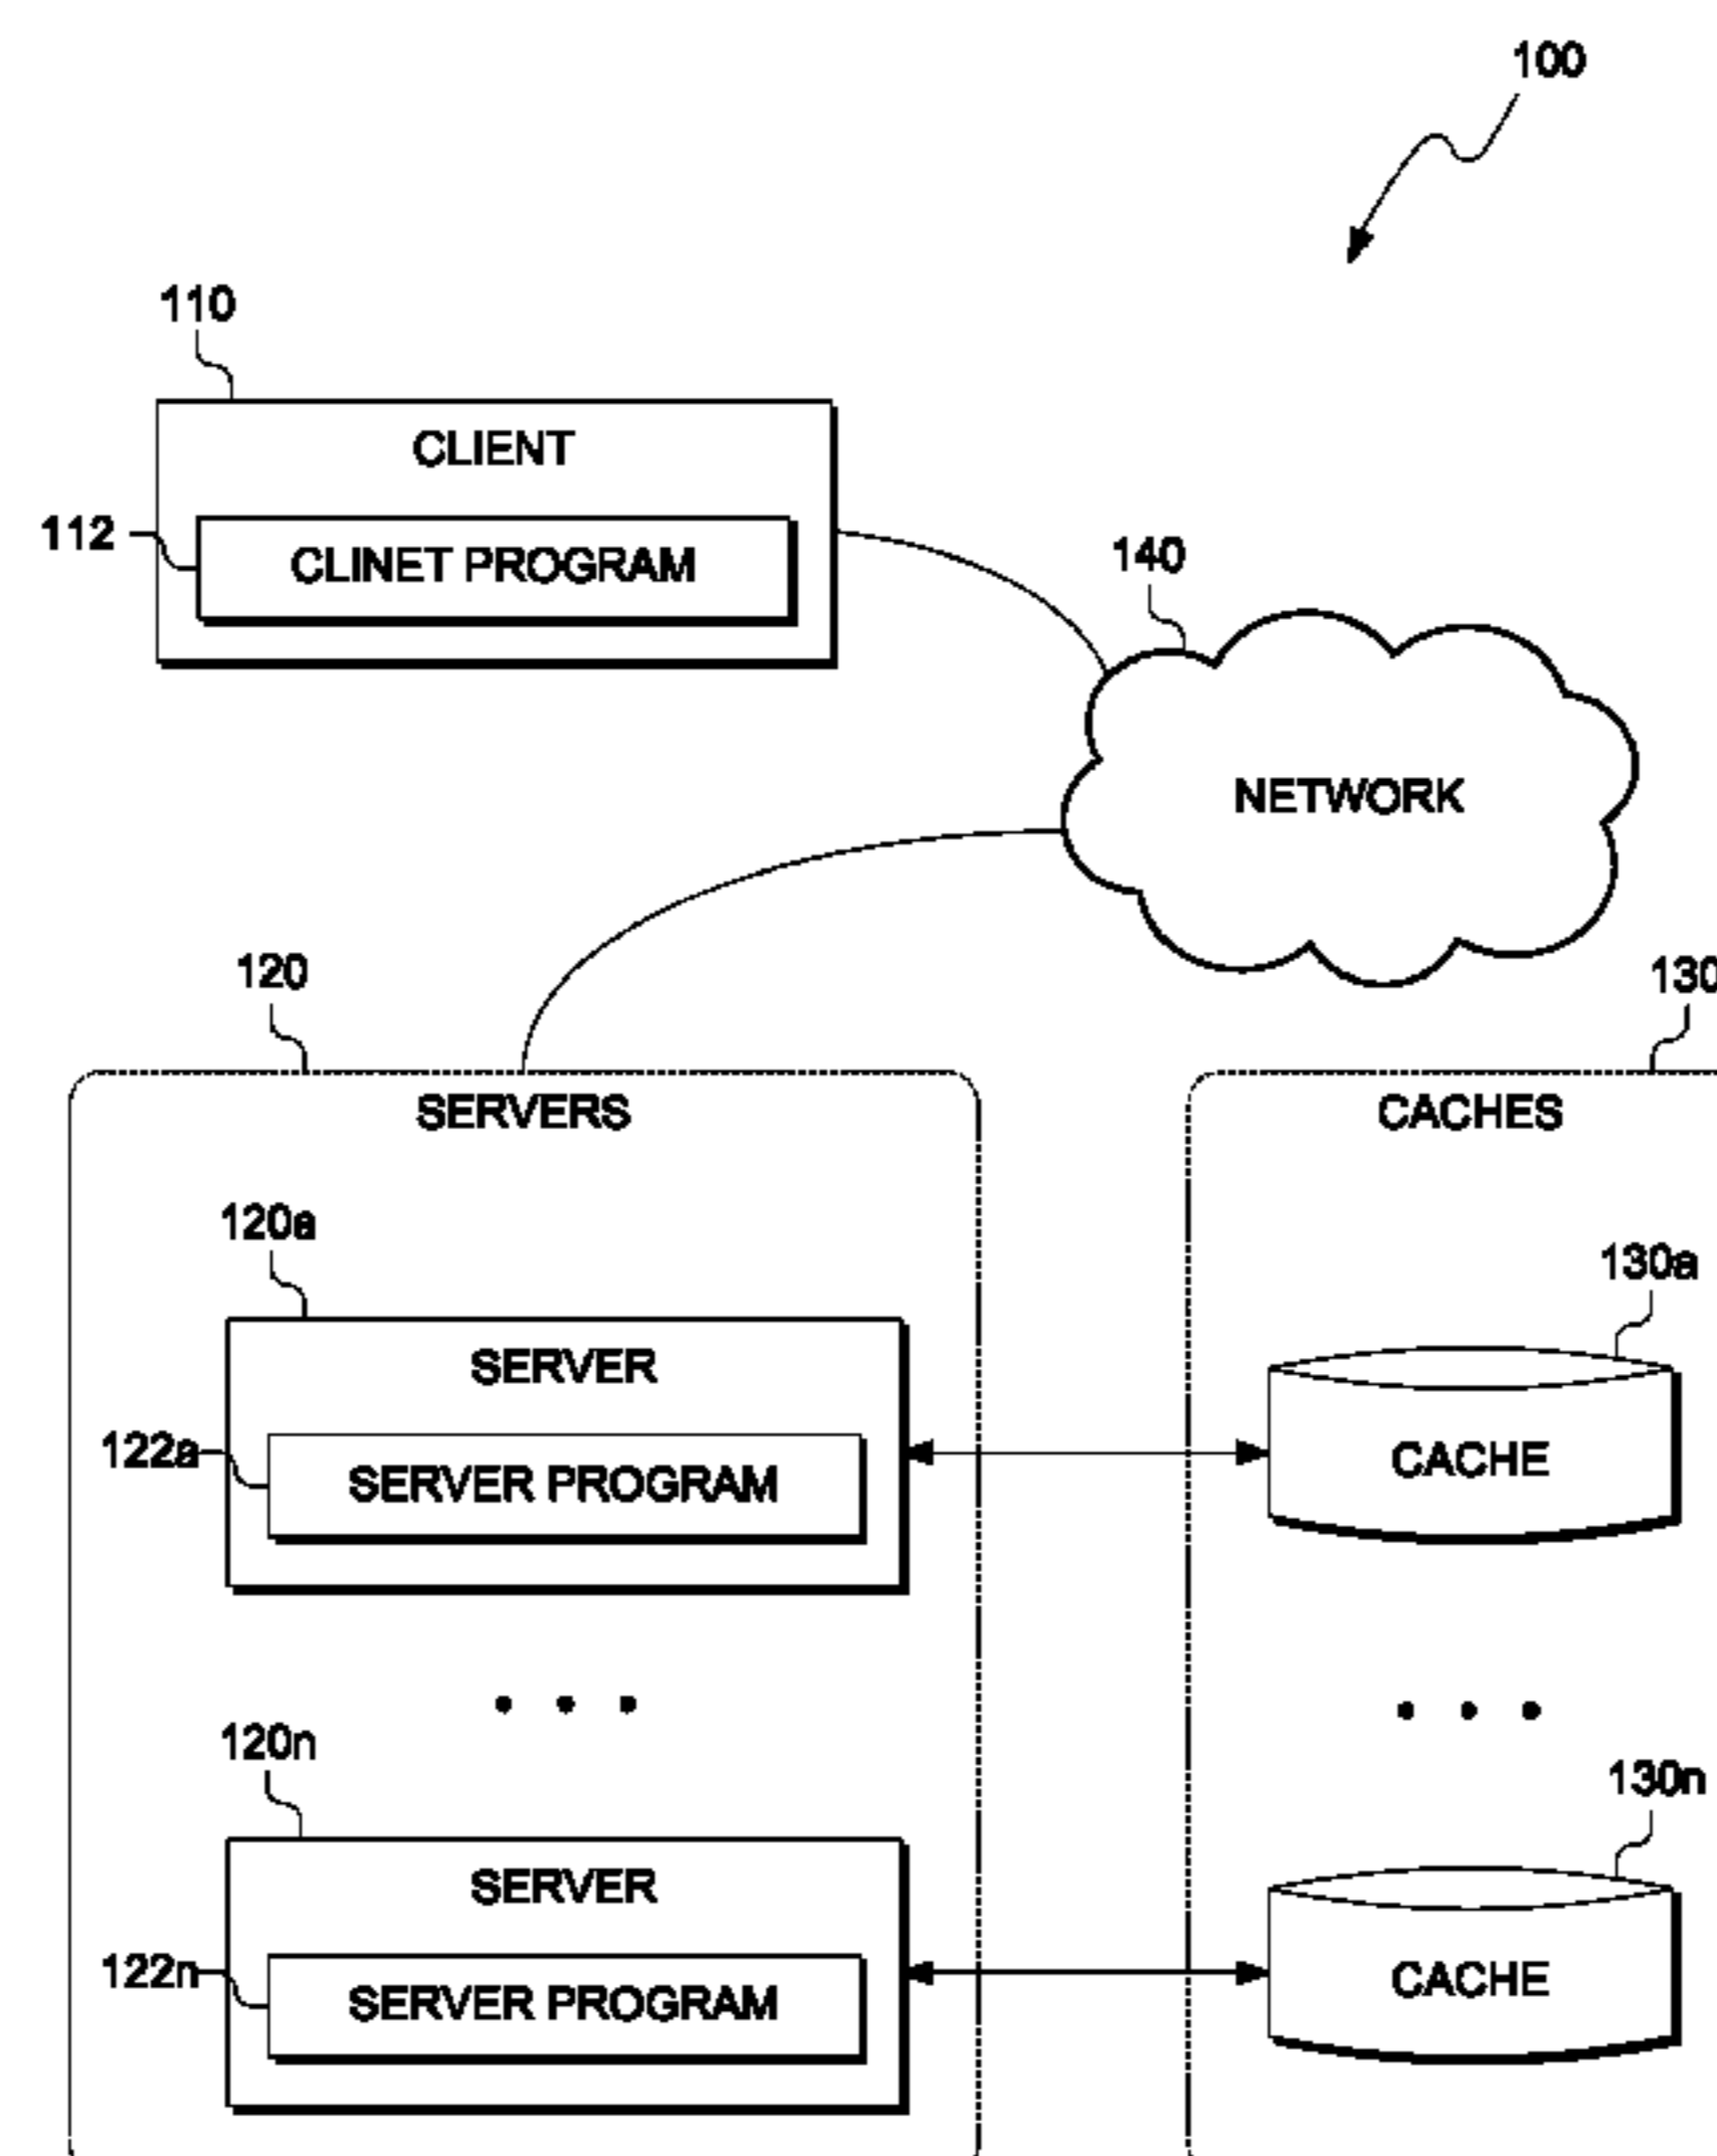 100
110
CLIENT
112
CLINET PROGRAM
140
NETWORK
120
130
SERVERS
CACHES
120a
130a
SERVER
122a
SERVER PROGRAM
CACHE
120n
130n
SERVER
122n
SERVER PROGRAM
CACHE